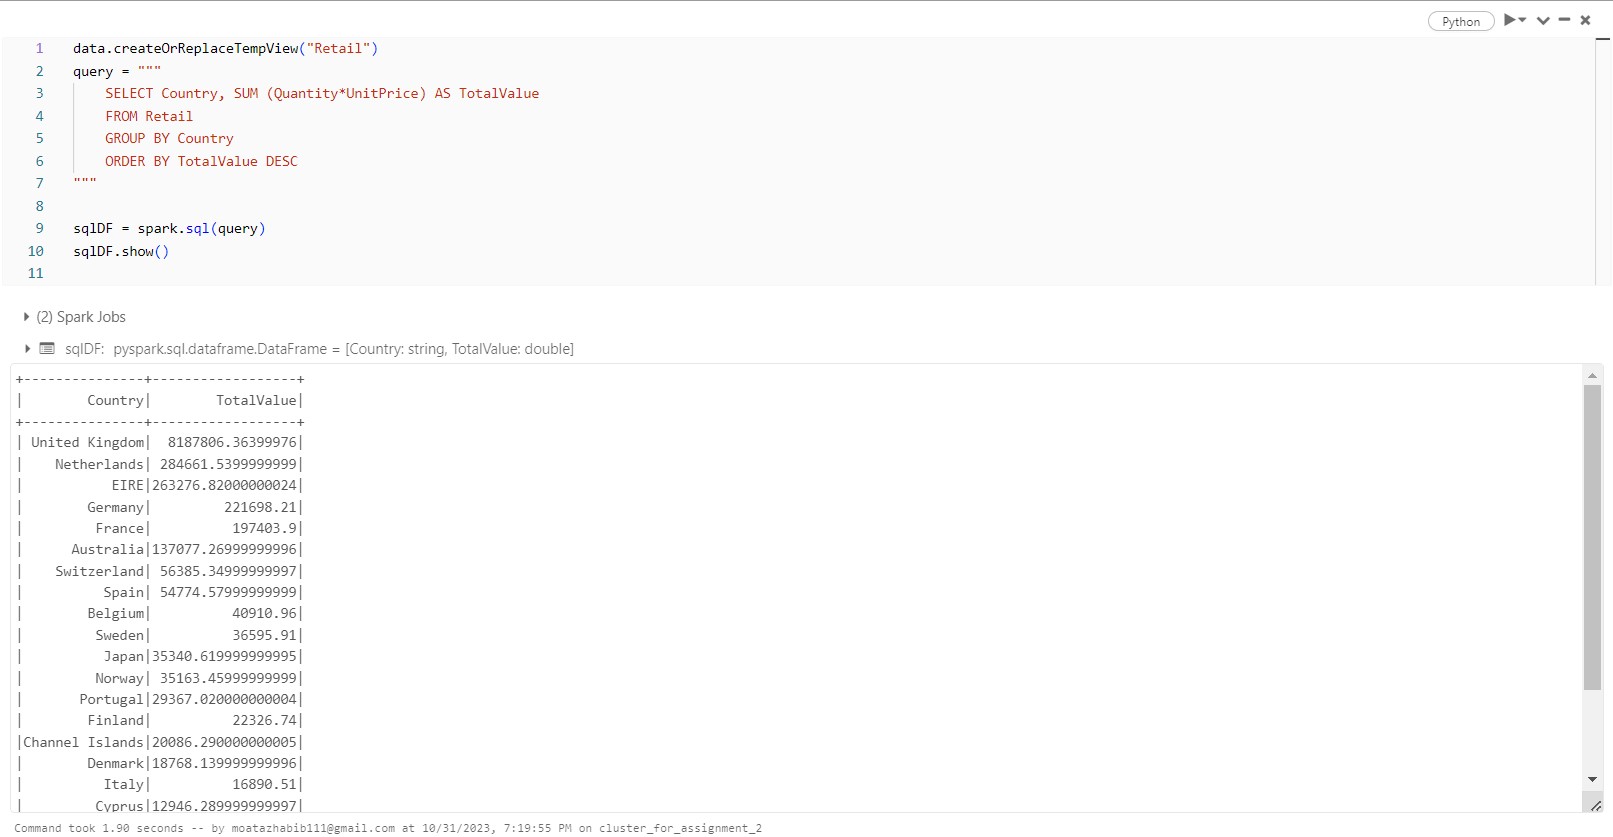 Python
1 data.createOrReplaceTempView("Retail")
2 query = """
3 SELECT Country, SUM (Quantity*UnitPrice) AS TotalValue
4 FROM Retail
5 GROUP BY Country
6 ORDER BY TotalValue DESC
7 """
8
9 sqlDF = spark.sql(query)
10 sqlDF.show()
11
(2) Spark Jobs
sqlDF: pyspark.sql.dataframe.DataFrame = [Country: string, TotalValue: double]
+---------------+------------------+
|        Country|        TotalValue|
+---------------+------------------+
| United Kingdom|  8187806.36399976|
|    Netherlands| 284661.5399999999|
|           EIRE|263276.82000000024|
|        Germany|         221698.21|
|         France|          197403.9|
|      Australia|137077.26999999996|
|    Switzerland| 56385.34999999997|
|          Spain| 54774.57999999999|
|        Belgium|          40910.96|
|         Sweden|          36595.91|
|          Japan|35340.619999999995|
|         Norway| 35163.45999999999|
|       Portugal|29367.020000000004|
|        Finland|          22326.74|
|Channel Islands|20086.290000000005|
|        Denmark|18768.139999999996|
|          Italy|          16890.51|
|         Cyprus|12946.289999999997|
Command took 1.90 seconds -- by moatazhabib111@gmail.com at 10/31/2023, 7:19:55 PM on cluster_for_assignment_2